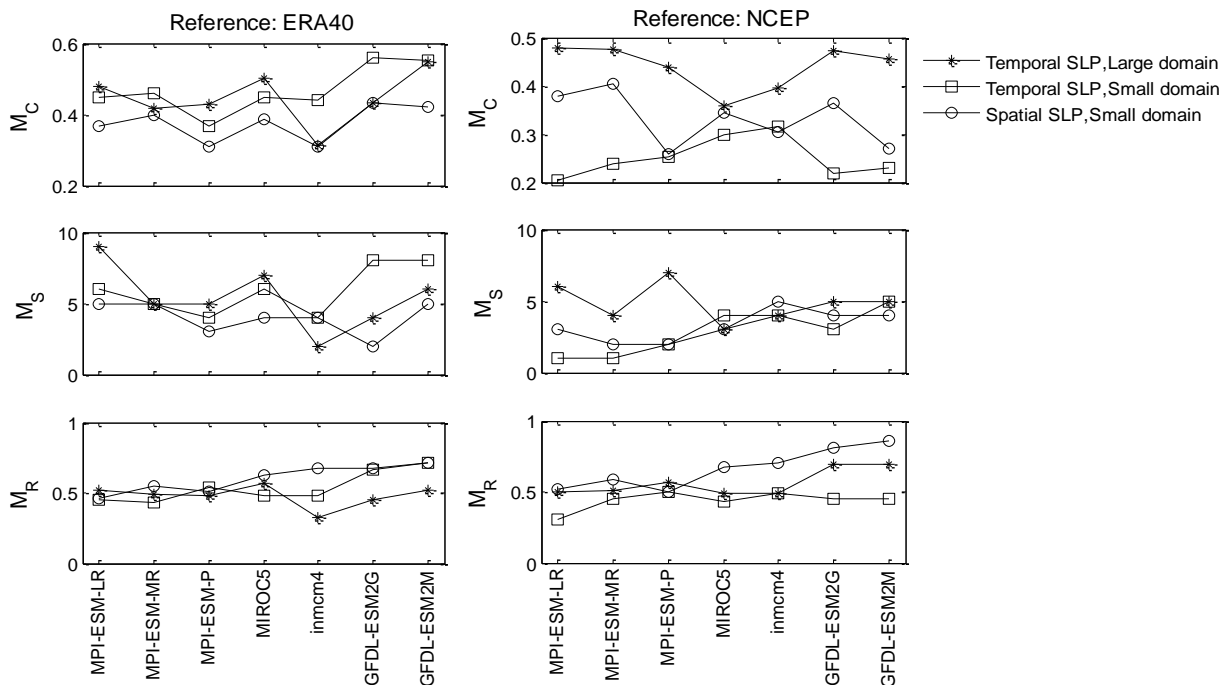 Reference: ERA40
Reference: NCEP
M_C
0.6
0.4
0.2
M_C
0.5
0.4
0.3
0.2
Temporal SLP,Large domain
Temporal SLP,Small domain
Spatial SLP,Small domain
M_S
10
5
0
M_S
10
5
0
M_R
1
0.5
0
M_R
1
0.5
0
MPI-ESM-LR
MPI-ESM-MR
MPI-ESM-P
MIROC5
inmcm4
GFDL-ESM2G
GFDL-ESM2M
MPI-ESM-LR
MPI-ESM-MR
MPI-ESM-P
MIROC5
inmcm4
GFDL-ESM2G
GFDL-ESM2M